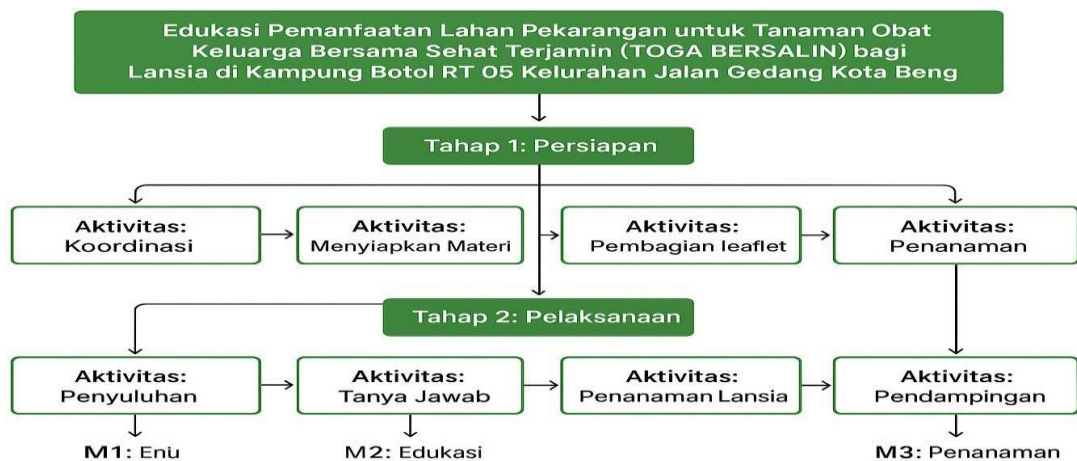 Edukasi Pemanfaatan Lahan Pekarangan untuk Tanaman Obat
Keluarga Bersama Sehat Terjamin (TOGA BERSALIN) bagi
Lansia di Kampung Botol RT 05 Kelurahan Jalan Gedang Kota Beng
Tahap 1: Persiapan
Aktivitas:
Koordinasi
Aktivitas:
Menyiapkan Materi
Aktivitas:
Pembagian leaflet
Aktivitas:
Penanaman
Tahap 2: Pelaksanaan
Aktivitas:
Penyuluhan
Aktivitas:
Tanya Jawab
Aktivitas:
Penanaman Lansia
Aktivitas:
Pendampingan
M1: Enu
M2: Edukasi
M3: Penanaman